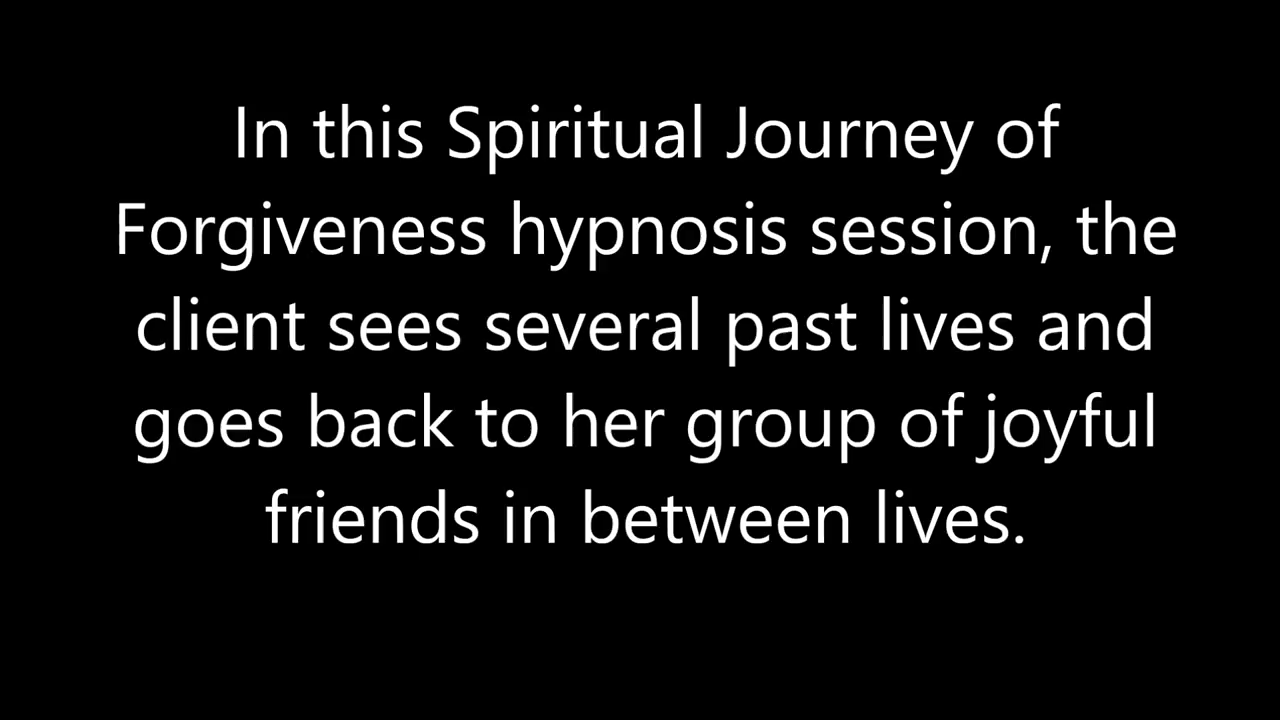 In this Spiritual Journey of
Forgiveness hypnosis session, the
client sees several past lives and
goes back to her group of joyful
friends in between lives.